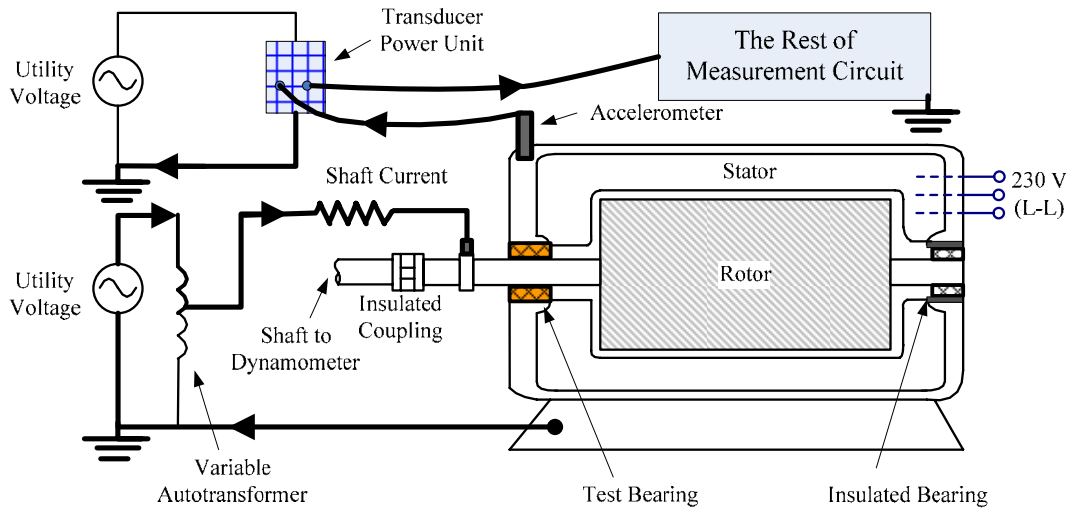 Transducer
Power Unit
The Rest of
Measurement Circuit
Utility
Voltage
Accelerometer
Shaft Current
Stator
230 V
(L-L)
Utility
Voltage
Insulated
Coupling
Rotor
Shaft to
Dynamometer
Variable
Autotransformer
Test Bearing
Insulated Bearing